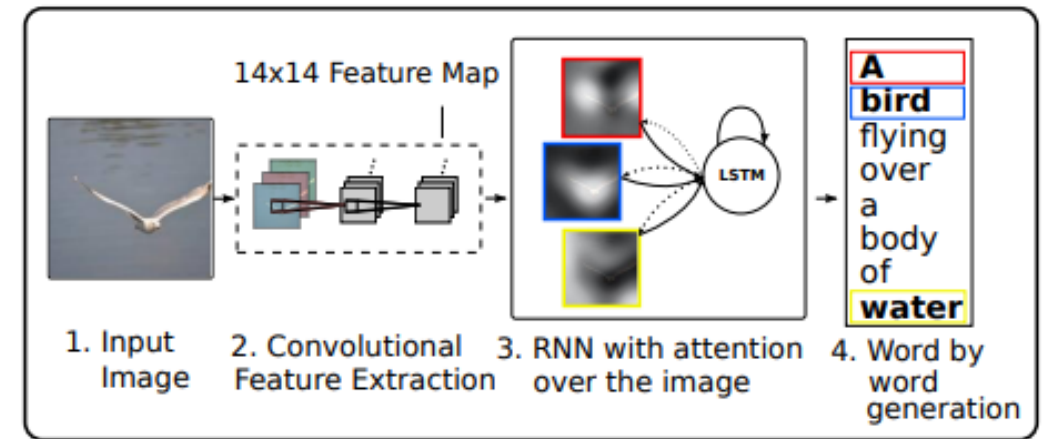 14x14 Feature Map
LSTM
A
bird
flying
over
a
body
of
water
1. Input
Image
2. Convolutional
Feature Extraction
3. RNN with attention
over the image
4. Word by
word
generation